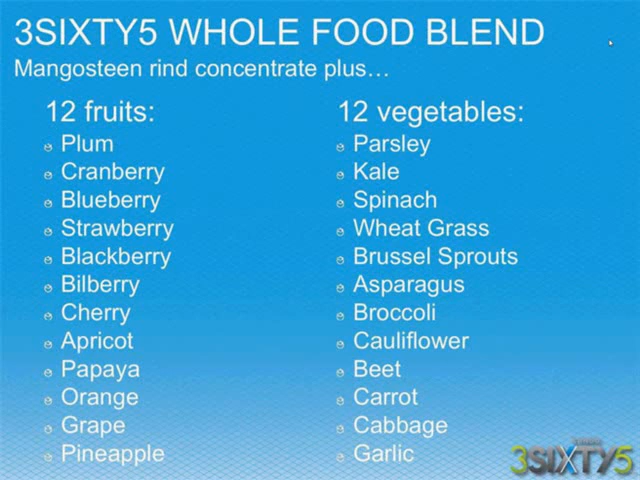 3SIXTY5 WHOLE FOOD BLEND
Mangosteen rind concentrate plus…
12 fruits:
Plum
Cranberry
Blueberry
Strawberry
Blackberry
Bilberry
Cherry
Apricot
Papaya
Orange
Grape
Pineapple
12 vegetables:
Parsley
Kale
Spinach
Wheat Grass
Brussel Sprouts
Asparagus
Broccoli
Cauliflower
Beet
Carrot
Cabbage
Garlic
3SIXTY5